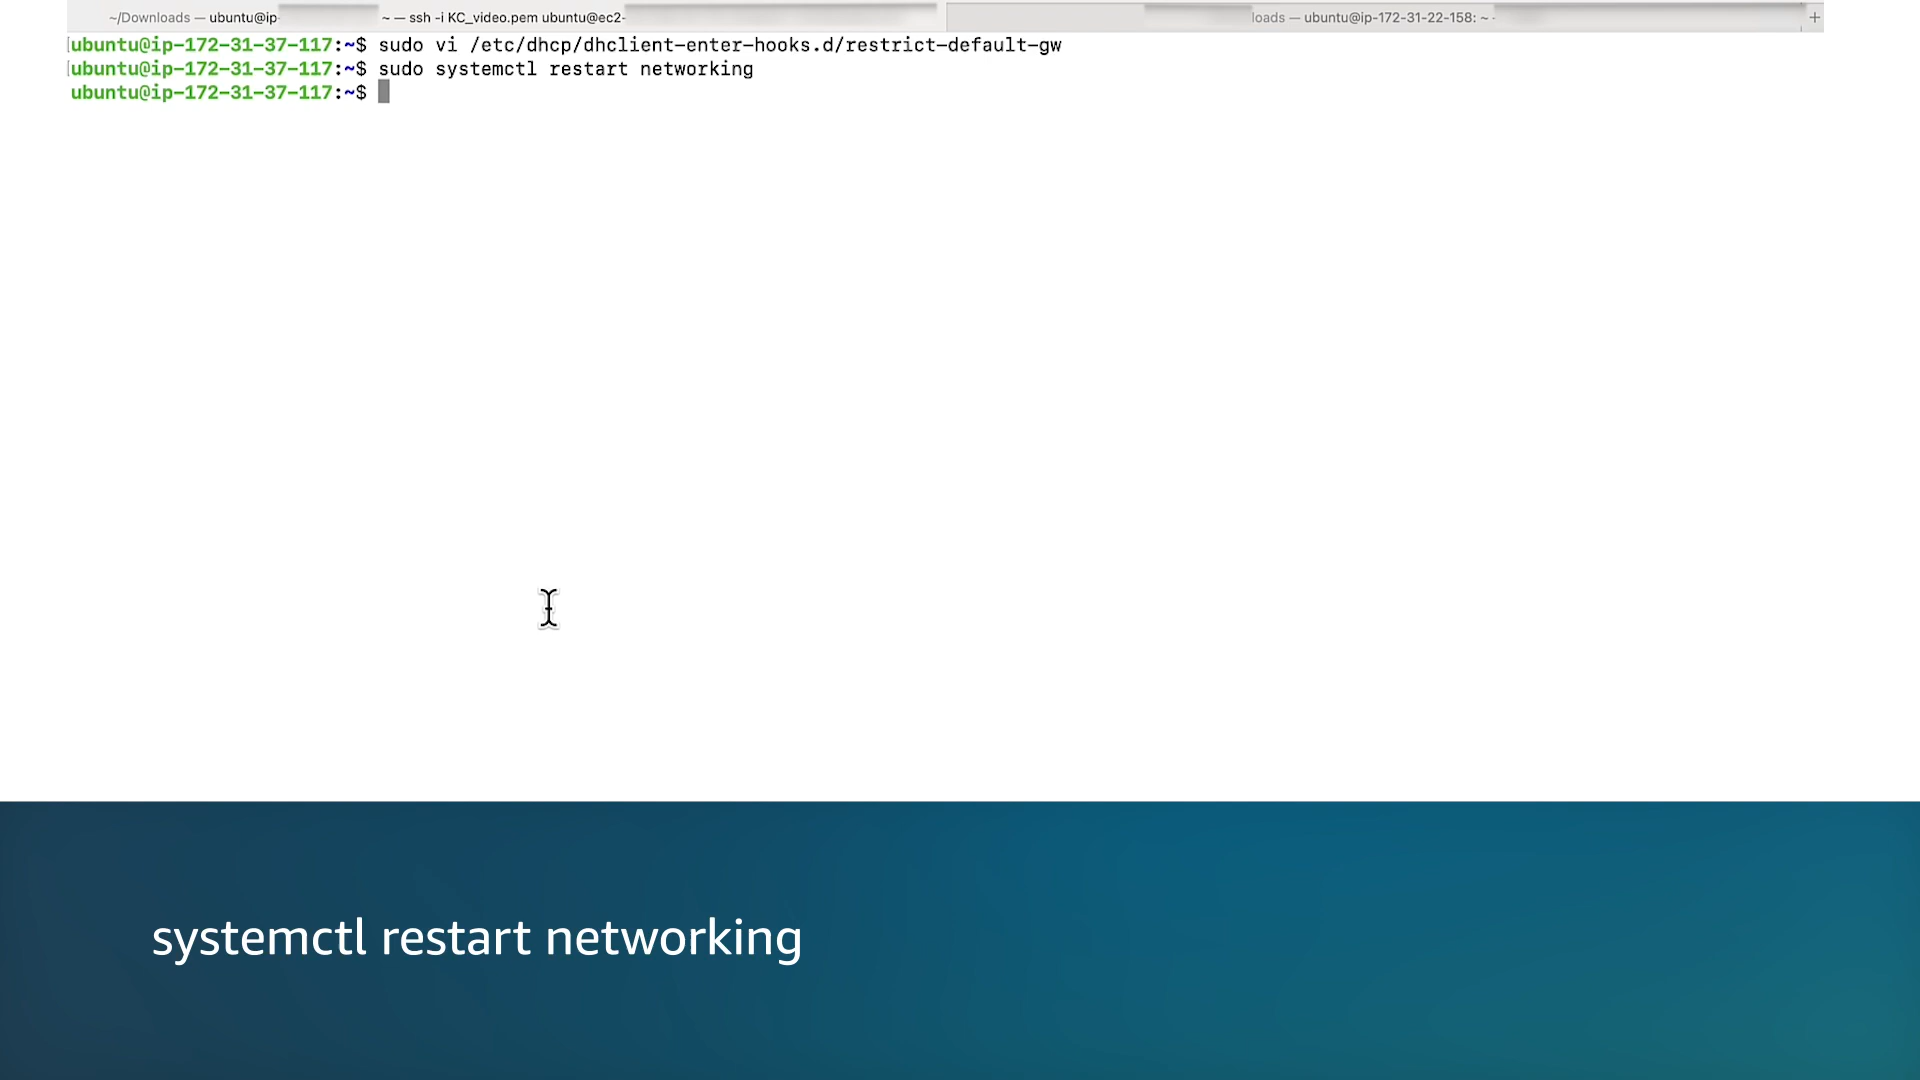 ~/Downloads — ubuntu@ip- ~ — ssh -i KC_video.pem ubuntu@ec2- loads — ubuntu@ip-172-31-22-158: ~ - +
ubuntu@ip-172-31-37-117:~$ sudo vi /etc/dhcp/dhclient-enter-hooks.d/restrict-default-gw
ubuntu@ip-172-31-37-117:~$ sudo systemctl restart networking
ubuntu@ip-172-31-37-117:~$
systemctl restart networking